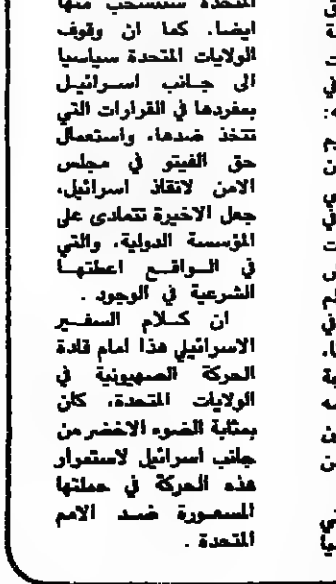 المتحدة ستنسحب منها
ايضا. كما ان وقوف
الولايات المتحدة سياسيا
الى جانب اسرائيل
بمفردها في القرارات التي
تتخذ ضدها، واستعمال
حق الفيتو في مجلس
الامن لانقاذ اسرائيل،
جعل الاخيرة تتمادى على
المؤسسة الدولية، والتي
في الواقع اعطتها
الشرعية في الوجود.
ان كلام السفير
الاسرائيلي هذا امام قادة
الحركة الصهيونية في
الولايات المتحدة، كان
بمثابة الضوء الاخضر من
جانب اسرائيل لاستمرار
هذه الحركة في حملتها
المسعورة ضد الامم
المتحدة.